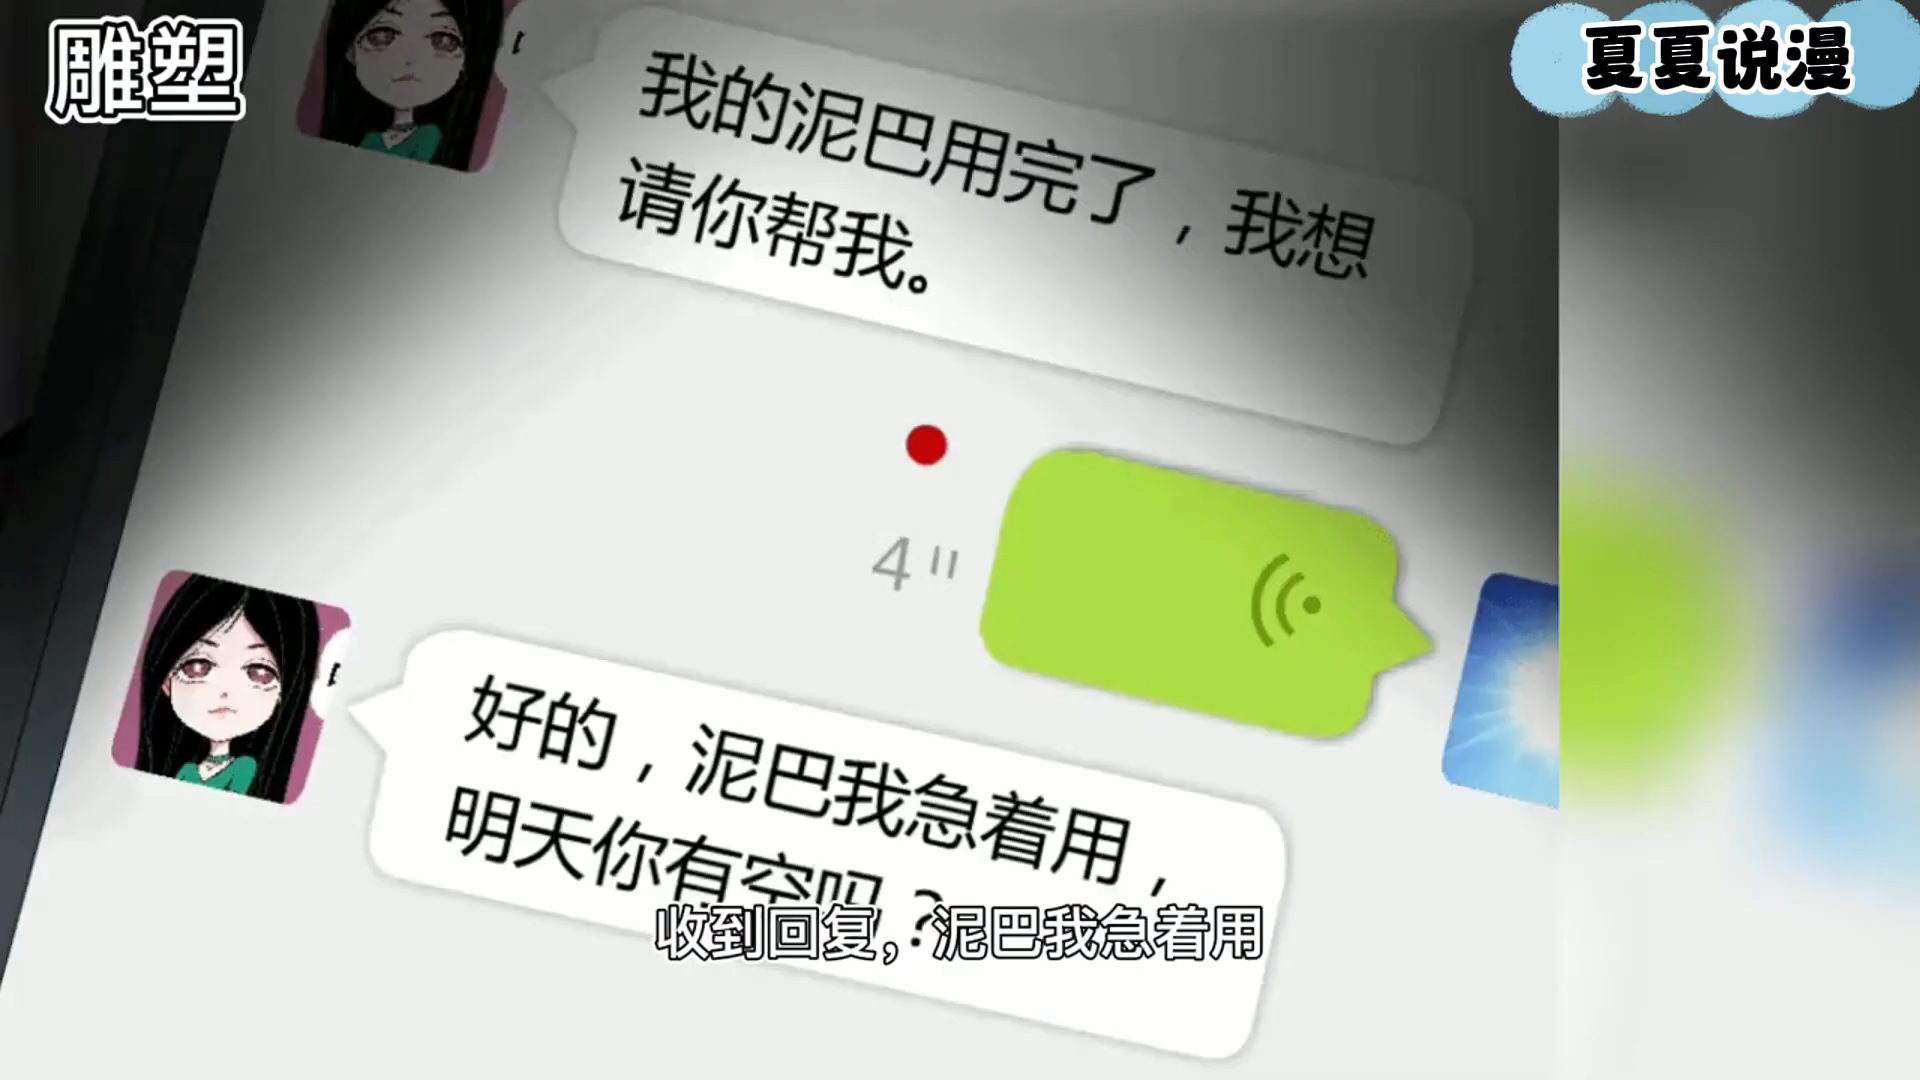 雕塑
夏夏说漫
我的泥巴用完了，我想
请你帮我。
4"
好的，泥巴我急着用，
明天你有空吗？
收到回复，泥巴我急着用